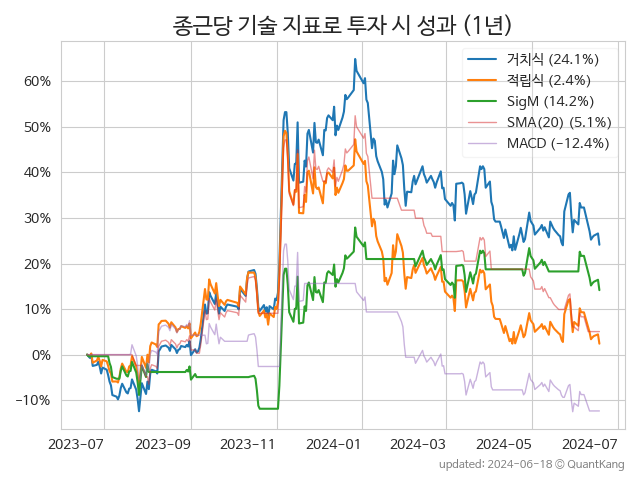 종근당 기술 지표로 투자 시 성과 (1년)
거치식 (24.1%)
적립식 (2.4%)
SigM (14.2%)
SMA(20) (5.1%)
MACD (−12.4%)
60%
50%
40%
30%
20%
10%
0%
−10%
2023-07 2023-09 2023-11 2024-01 2024-03 2024-05 2024-07
updated: 2024-06-18 © QuantKang